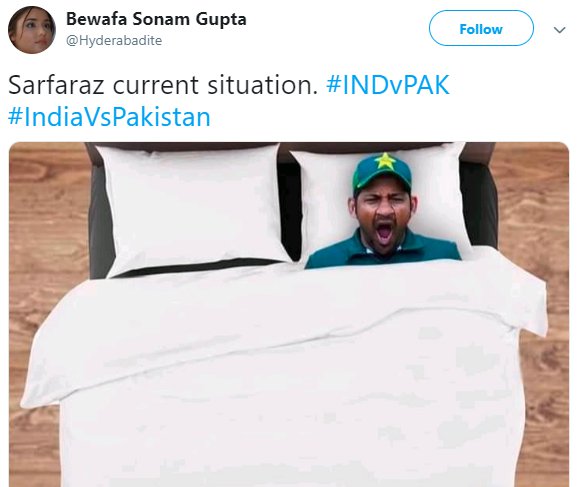 Bewafa Sonam Gupta
@Hyderabadite
Follow
Sarfaraz current situation. #INDvPAK
#IndiaVsPakistan